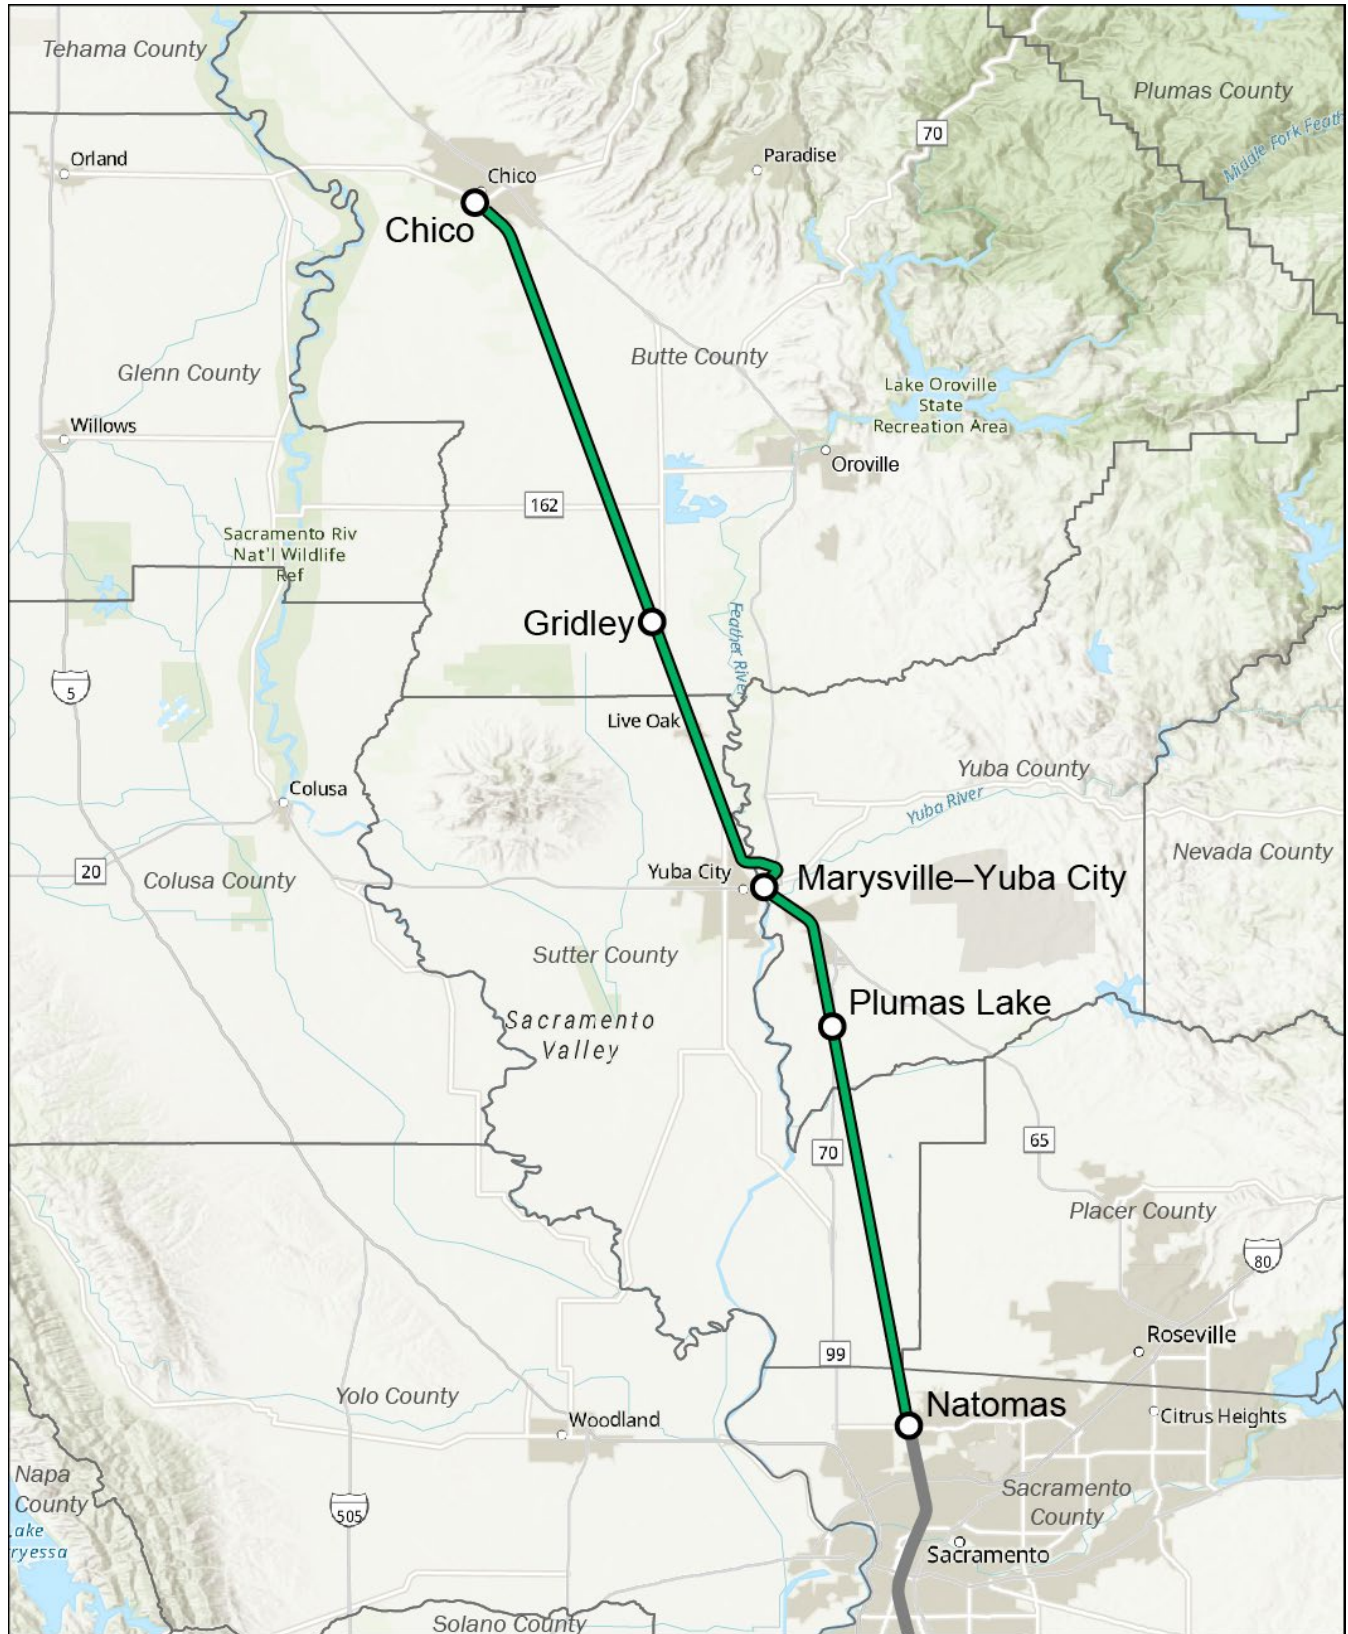 Tehama County
Plumas County
70
Middle Fork Feath
Orland
Paradise
Chico
Chico
Glenn County
Butte County
Lake Oroville
State
Recreation Area
Willows
Oroville
162
Sacramento Riv
Nat'l Wildlife
Ref
Gridley
Feather River
5
Live Oak
Yuba County
Colusa
Yuba River
20
Colusa County
Yuba City
Marysville–Yuba City
Nevada County
Sutter County
Plumas Lake
Sacramento
Valley
70
65
Placer County
80
99
Roseville
Yolo County
Natomas
Woodland
Citrus Heights
Napa
County
505
Sacramento
County
ake
ryessa
Sacramento
Solano County